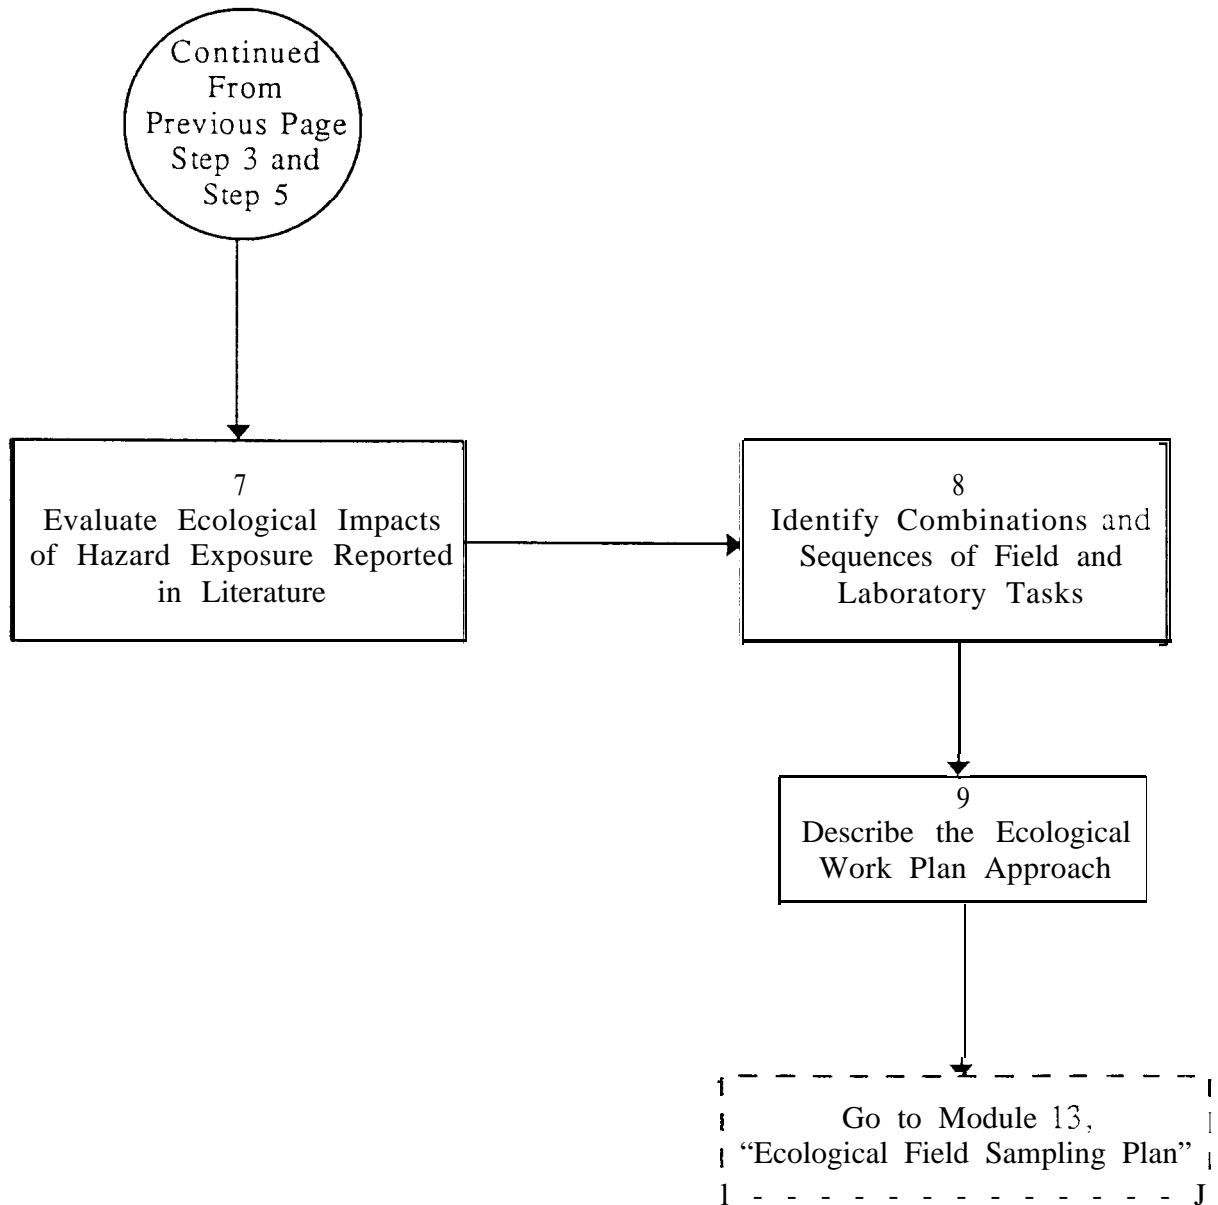 Continued
From
Previous Page
Step 3 and
Step 5
7
Evaluate Ecological Impacts
of Hazard Exposure Reported
in Literature
8
Identify Combinations and
Sequences of Field and
Laboratory Tasks
9
Describe the Ecological
Work Plan Approach
Go to Module 13,
“Ecological Field Sampling Plan”